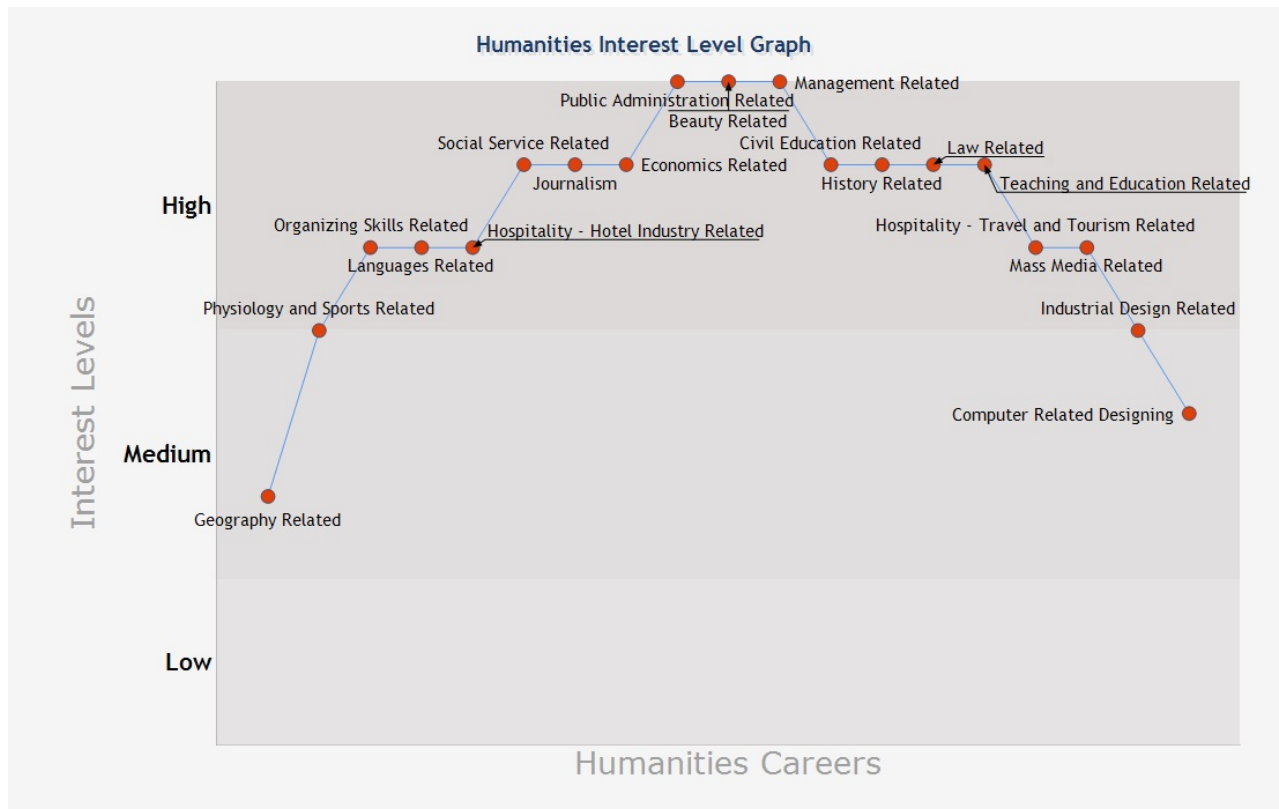 Humanities Interest Level Graph
Management Related
Public Administration Related
Beauty Related
Social Service Related
Civil Education Related
Law Related
Economics Related
Journalism
History Related
Teaching and Education Related
High
Organizing Skills Related
Hospitality - Hotel Industry Related
Hospitality - Travel and Tourism Related
Languages Related
Mass Media Related
Physiology and Sports Related
Industrial Design Related
Interest Levels
Computer Related Designing
Medium
Geography Related
Low
Humanities Careers